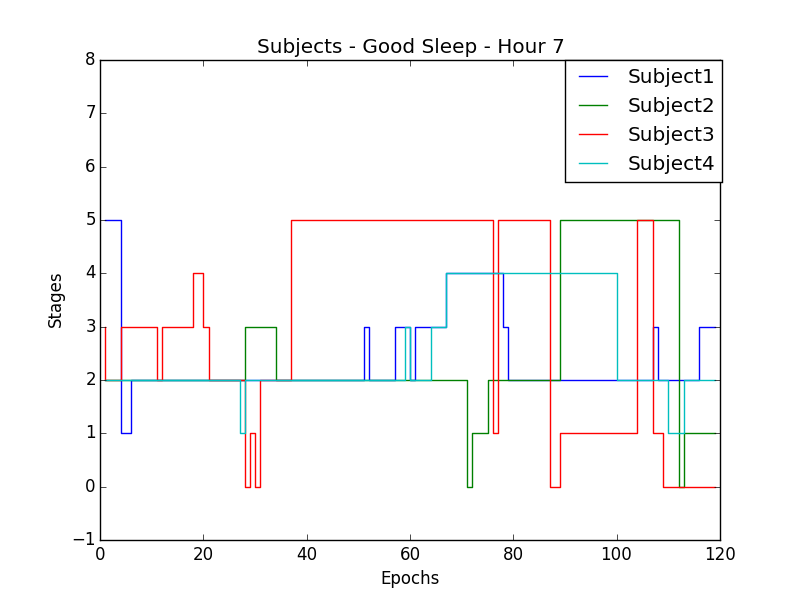 Subjects - Good Sleep - Hour 7
Subject1
Subject2
Subject3
Subject4
Stages
8
7
6
5
4
3
2
1
0
−1
0 20 40 60 80 100 120
Epochs